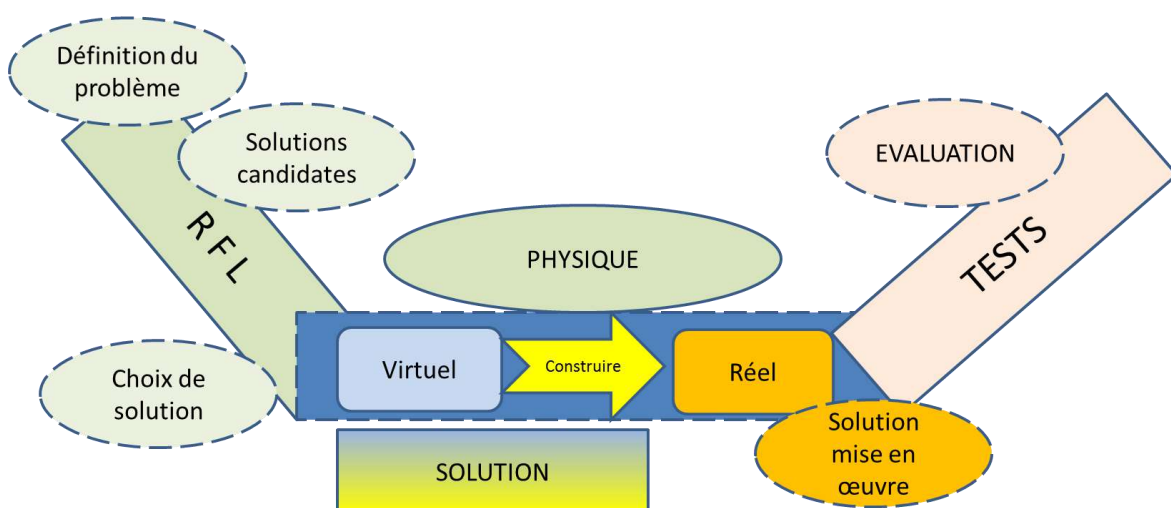 Définition du
problème
Solutions
candidates
R F L
Choix de
solution
PHYSIQUE
Virtuel
Construire
Réel
SOLUTION
EVALUATION
TESTS
Solution
mise en
œuvre